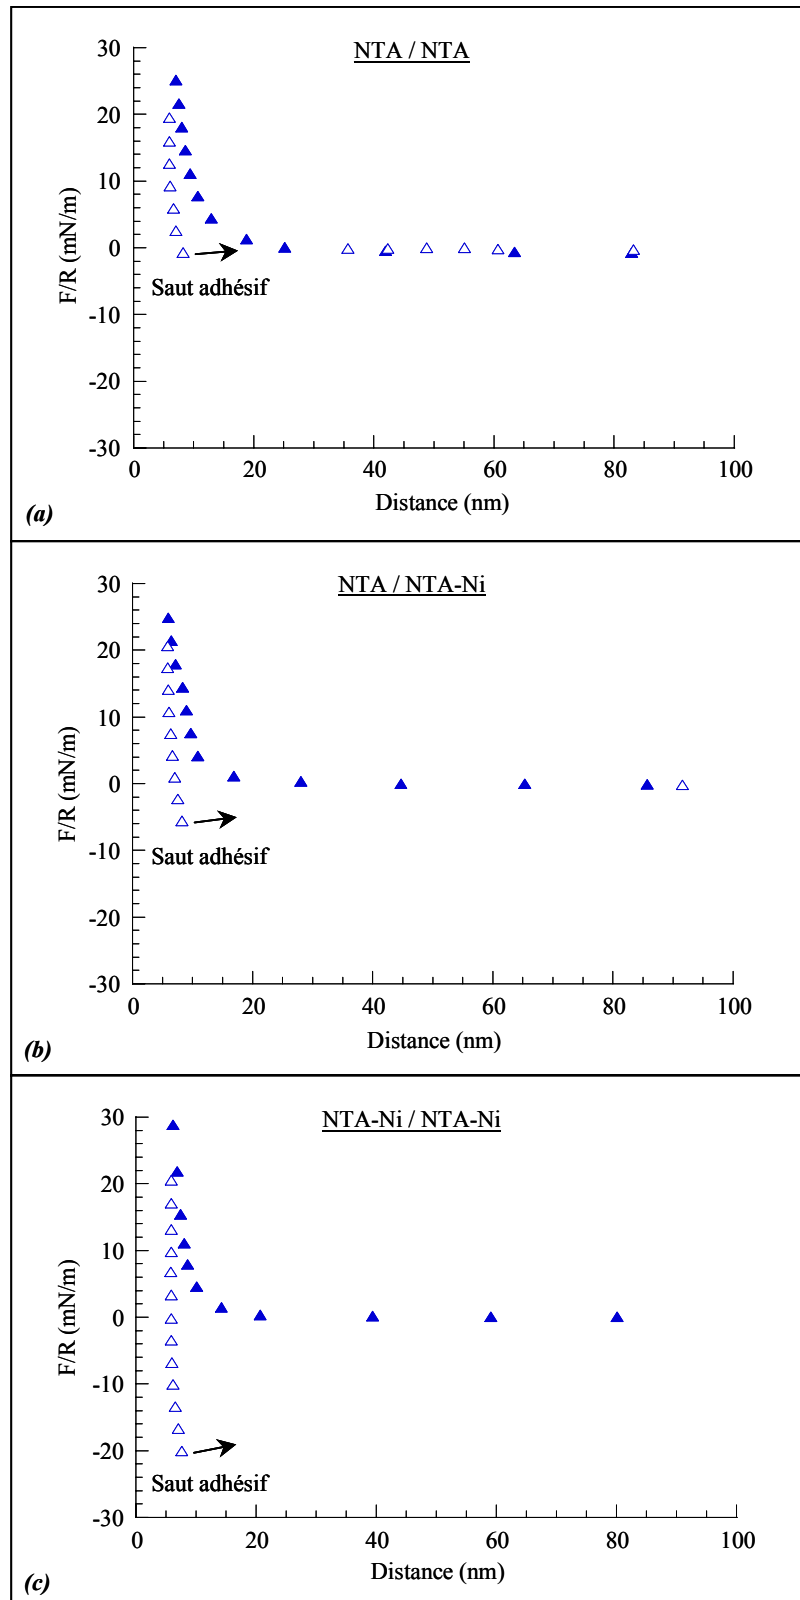 NTA / NTA
30
20
10
0
-10
-20
-30
F/R (mN/m)
Saut adhésif
0 20 40 60 80 100
Distance (nm)
(a)
NTA / NTA-Ni
30
20
10
0
-10
-20
-30
F/R (mN/m)
Saut adhésif
0 20 40 60 80 100
Distance (nm)
(b)
NTA-Ni / NTA-Ni
30
20
10
0
-10
-20
-30
F/R (mN/m)
Saut adhésif
0 20 40 60 80 100
Distance (nm)
(c)